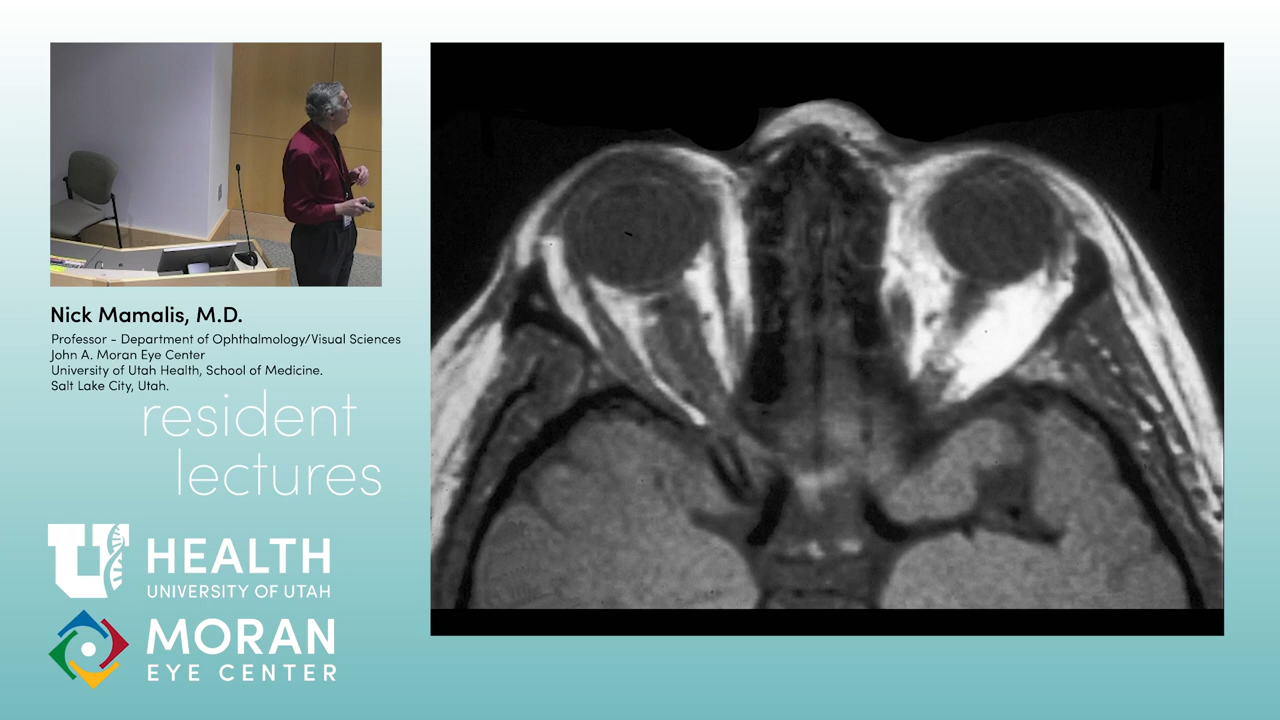 Nick Mamalis, M.D.
Professor - Department of Ophthalmology/Visual Sciences
John A. Moran Eye Center
University of Utah Health, School of Medicine.
Salt Lake City, Utah.
resident
lectures
U HEALTH
UNIVERSITY OF UTAH
MORAN
EYE CENTER